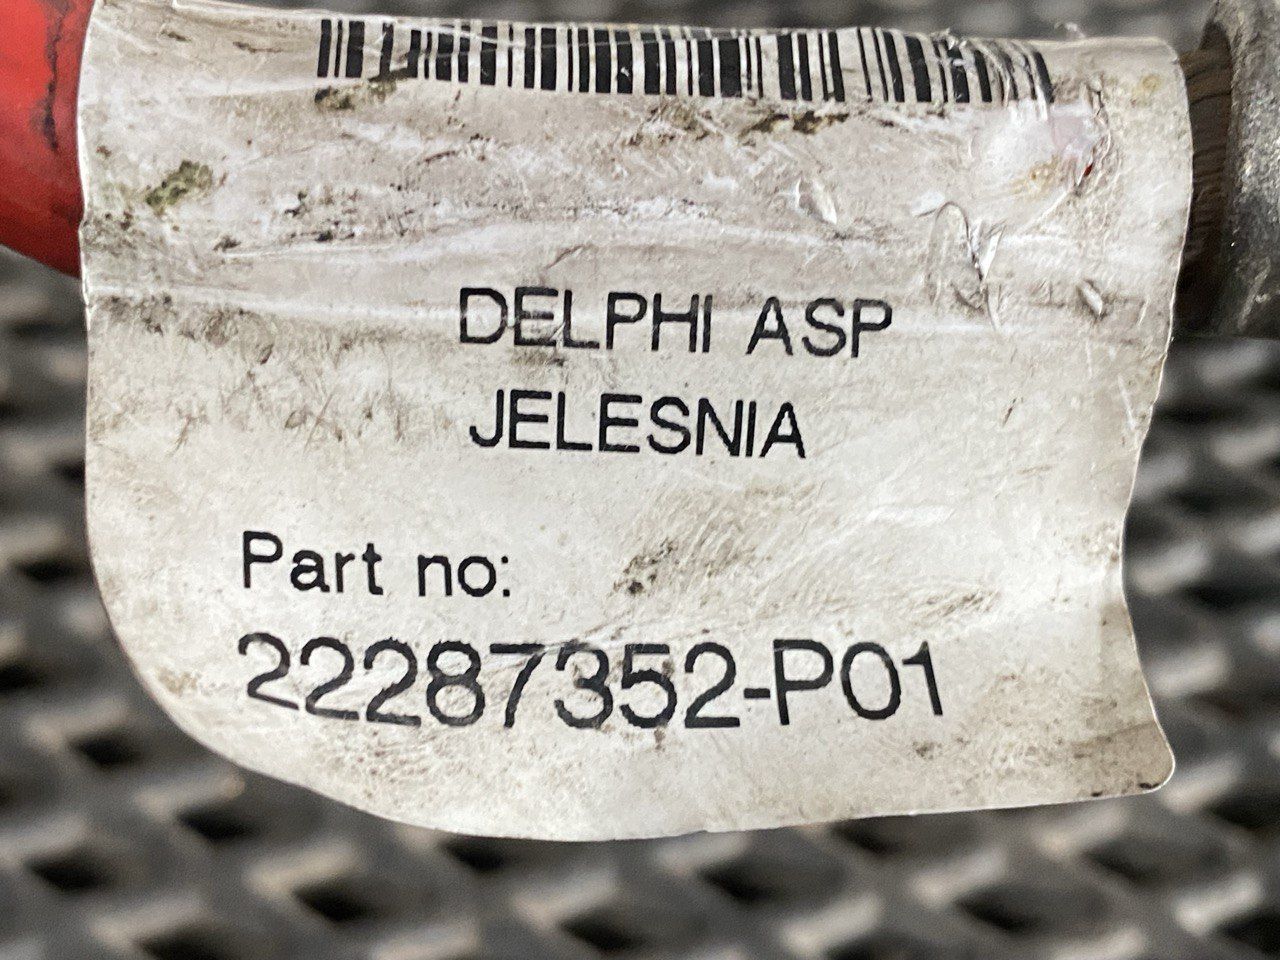 DELPHI ASP
JELESNIA
Part no:
22287352-P01